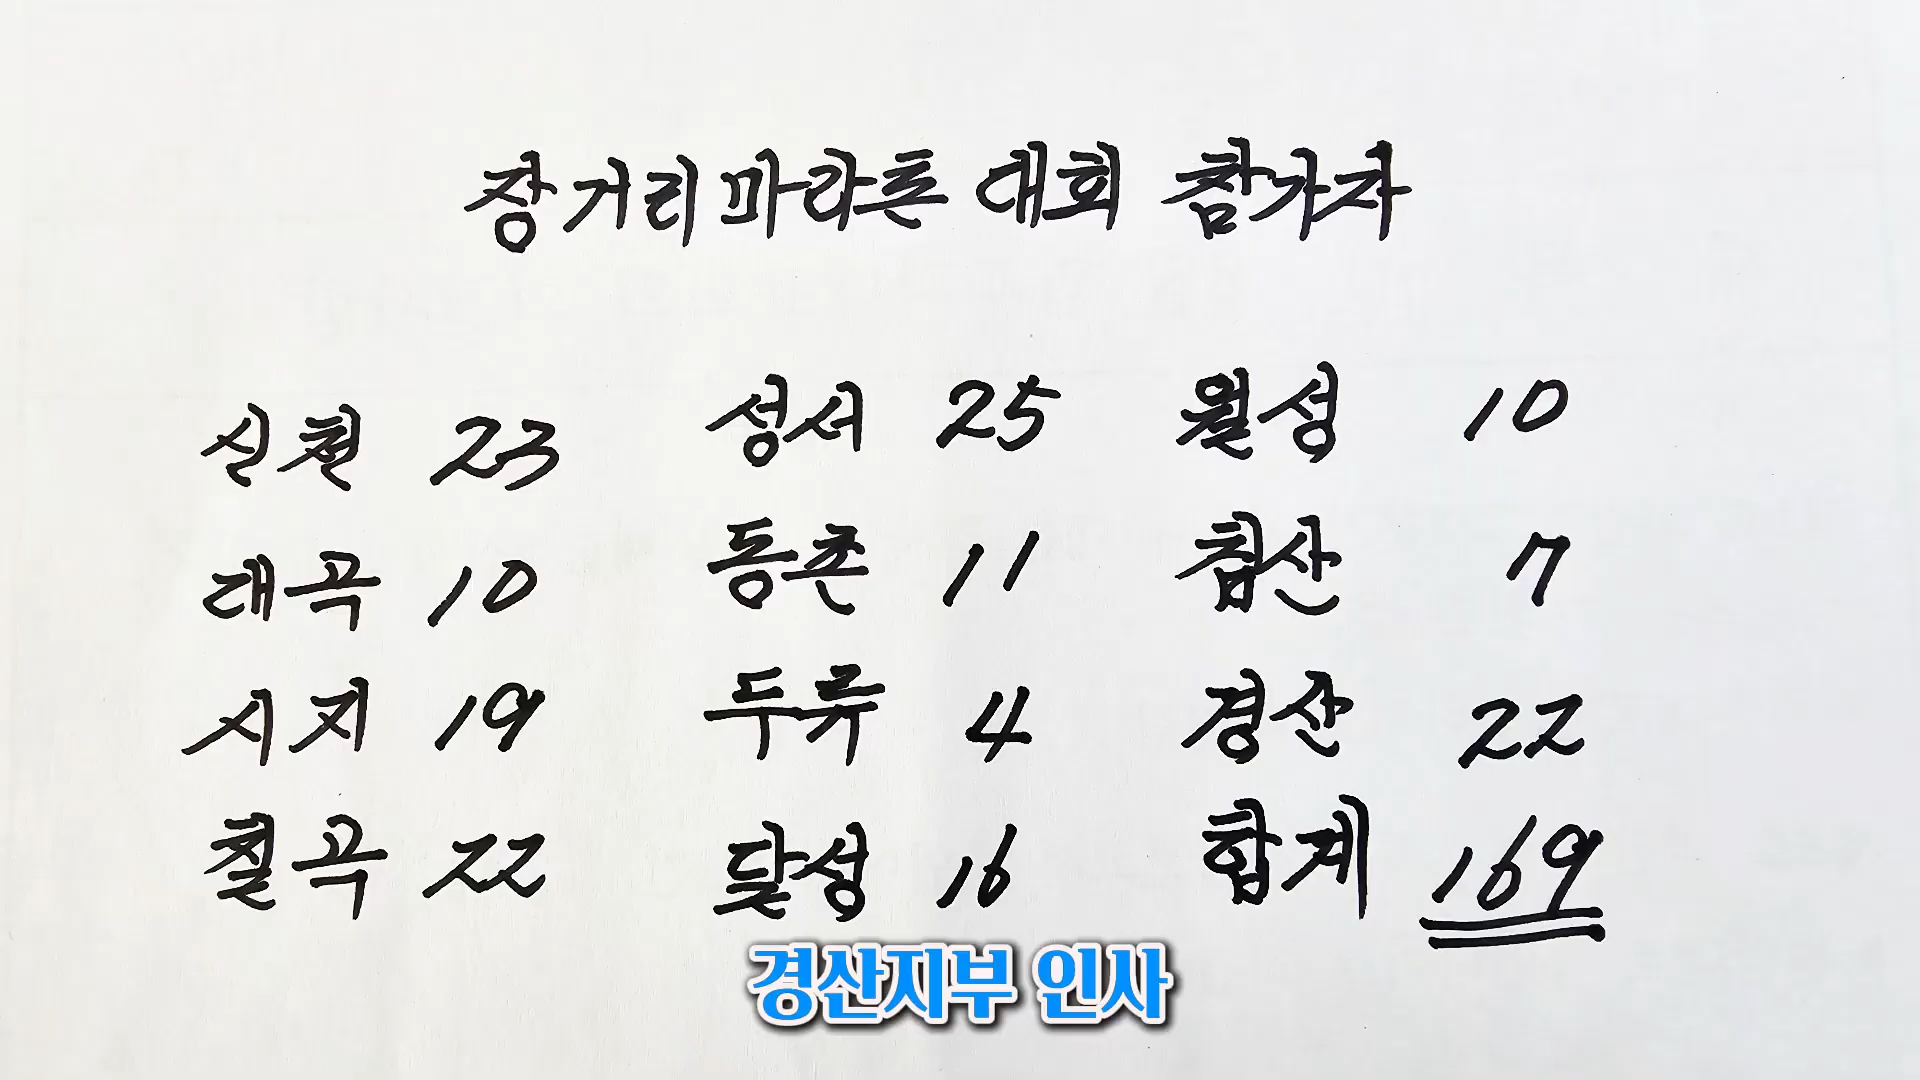 장거리마라톤 대회 참가자
신천 23 성서 25 월성 10
대곡 10 동촌 11 침산 7
시지 19 두류 4 경산 22
칠곡 22 달성 16 합계 169
경산지부 인사